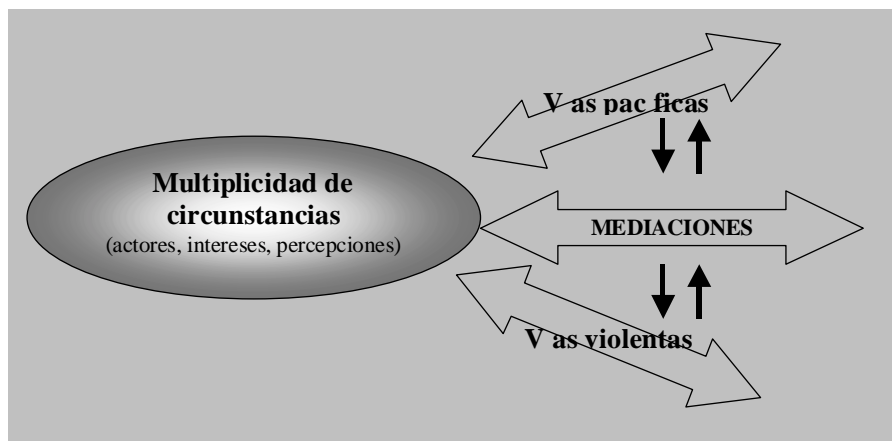 V as pac ficas
Multiplicidad de
circunstancias
(actores, intereses, percepciones)
MEDIACIONES
V as violentas